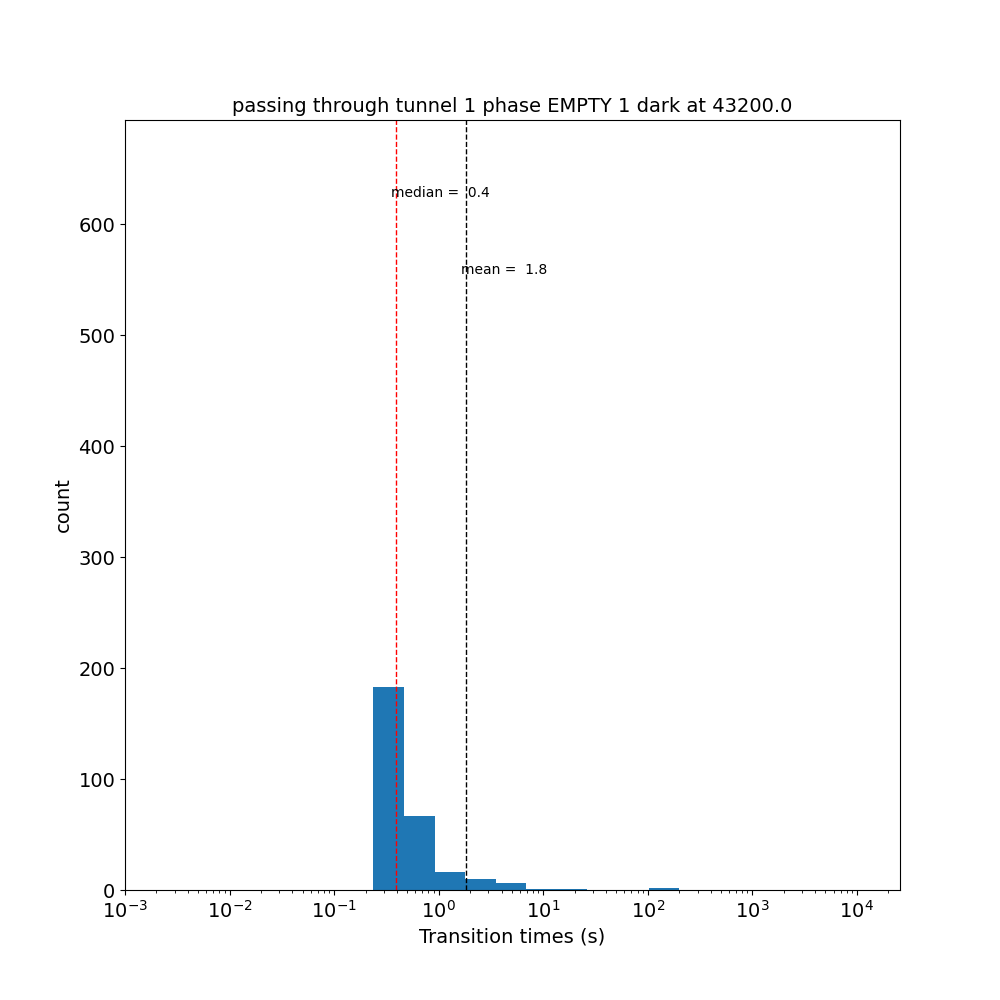 passing through tunnel 1 phase EMPTY 1 dark at 43200.0
median =  0.4
mean =  1.8
600
500
400
300
200
100
0
count
10⁻³ 10⁻² 10⁻¹ 10⁰ 10¹ 10² 10³ 10⁴
Transition times (s)